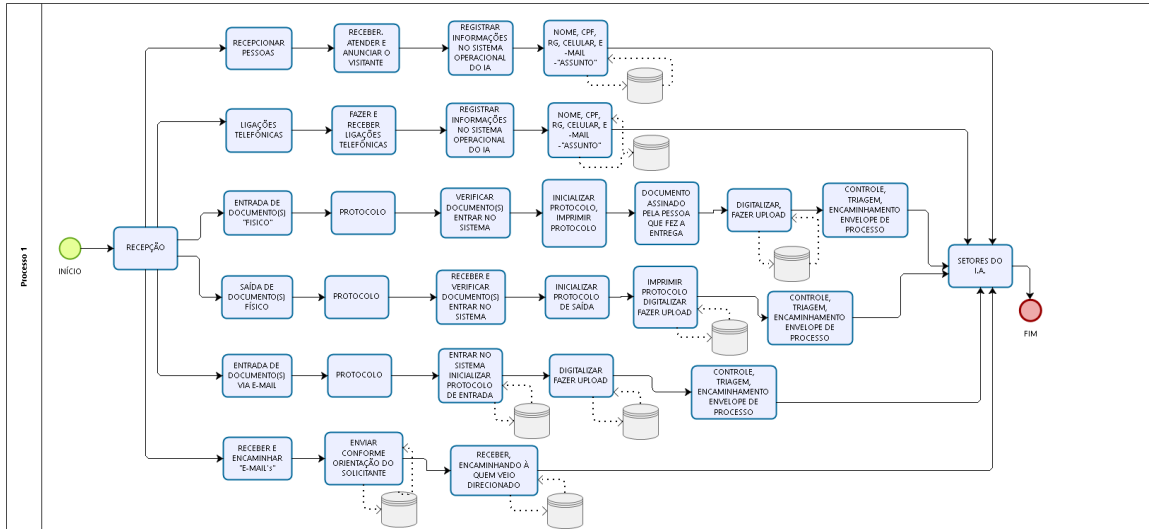 Processo 1
INÍCIO
RECEPÇÃO
RECEPCIONAR
PESSOAS
RECEBER,
ATENDER E
ANUNCIAR O
VISITANTE
REGISTRAR
INFORMAÇÕES
NO SISTEMA
OPERACIONAL
DO IA
NOME, CPF,
RG, CELULAR, E
-MAIL
-"ASSUNTO"
LIGAÇÕES
TELEFÔNICAS
FAZER E
RECEBER
LIGAÇÕES
TELEFÔNICAS
REGISTRAR
INFORMAÇÕES
NO SISTEMA
OPERACIONAL
DO IA
NOME, CPF,
RG, CELULAR, E
-MAIL
-"ASSUNTO"
ENTRADA DE
DOCUMENTO(S)
"FISICO"
PROTOCOLO
VERIFICAR
DOCUMENTO(S)
ENTRAR NO
SISTEMA
INICIALIZAR
PROTOCOLO,
IMPRIMIR
PROTOCOLO
DOCUMENTO
ASSINADO
PELA PESSOA
QUE FEZ A
ENTREGA
DIGITALIZAR,
FAZER UPLOAD
CONTROLE,
TRIAGEM,
ENCAMINHAMENTO
ENVELOPE DE
PROCESSO
SAÍDA DE
DOCUMENTO(S)
FÍSICO
PROTOCOLO
RECEBER E
VERIFICAR
DOCUMENTO(S)
ENTRAR NO
SISTEMA
INICIALIZAR
PROTOCOLO
DE SAÍDA
IMPRIMIR
PROTOCOLO
DIGITALIZAR
FAZER UPLOAD
CONTROLE,
TRIAGEM,
ENCAMINHAMENTO
ENVELOPE DE
PROCESSO
ENTRADA DE
DOCUMENTO(S)
VIA E-MAIL
PROTOCOLO
ENTRAR NO
SISTEMA
INICIALIZAR
PROTOCOLO
DE ENTRADA
DIGITALIZAR
FAZER UPLOAD
CONTROLE,
TRIAGEM,
ENCAMINHAMENTO
ENVELOPE DE
PROCESSO
RECEBER E
ENCAMINHAR
"E-MAIL's"
ENVIAR
CONFORME
ORIENTAÇÃO DO
SOLICITANTE
RECEBER,
ENCAMINHANDO À
QUEM VEIO
DIRECIONADO
SETORES DO
I.A.
FIM